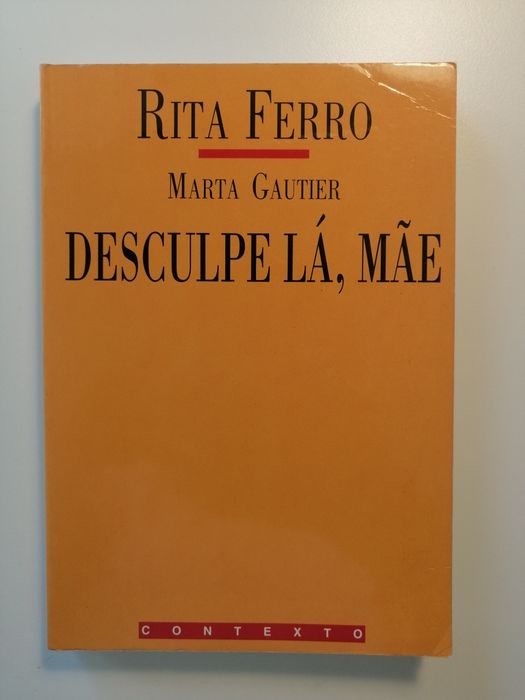 RITA FERRO
MARTA GAUTIER
DESCULPE LÁ, MÃE
CONTEXTO